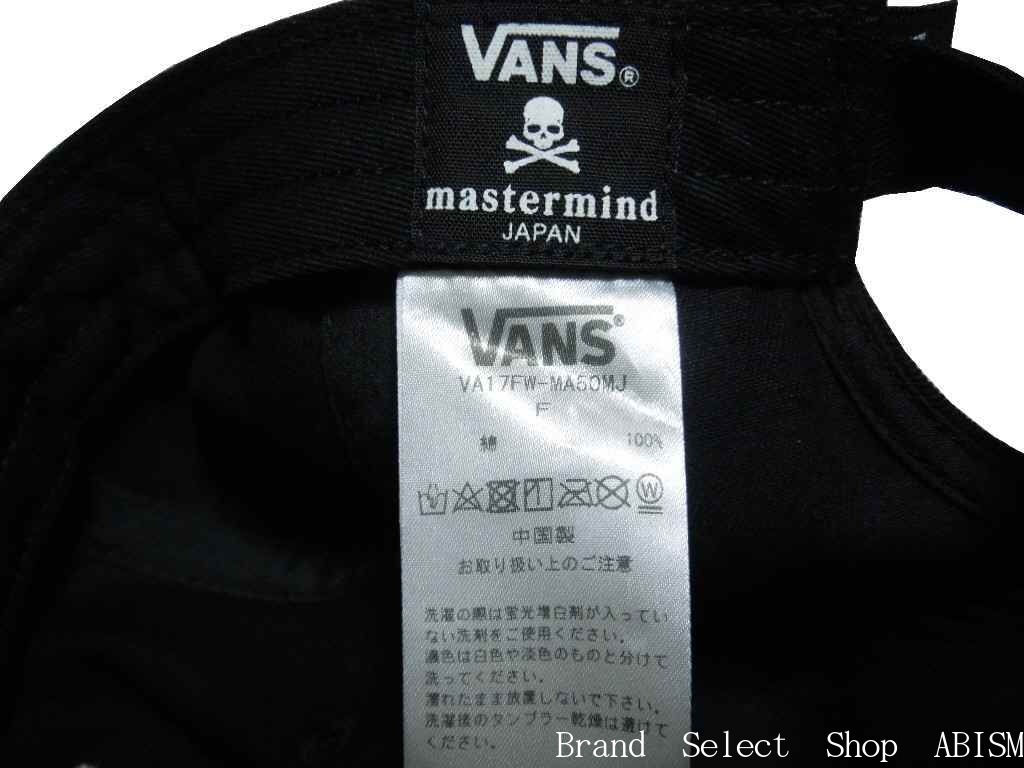 VANS®
mastermind
JAPAN
VANS®
VA17FW-MA50MJ
F
綿 100%
W
中国製
お取り扱い上のご注意
洗濯の際は蛍光増白剤が入ってい
ない洗剤をご使用ください。
濃色は白色や淡色のものと分けて
洗ってください。
濡れたまま放置しないで下さい。
洗濯後のタンブラー乾燥は避けて
ください。
Brand Select Shop ABISM